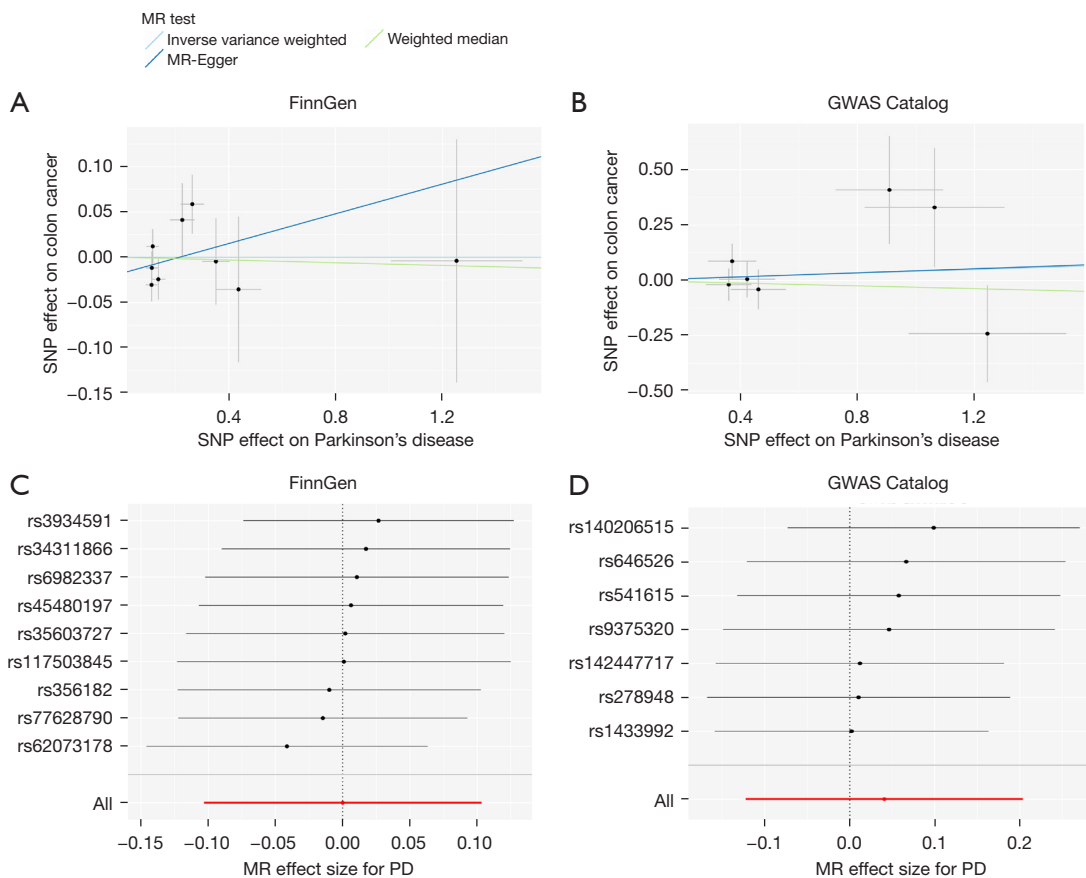 MR test
Inverse variance weighted
Weighted median
MR-Egger
A
FinnGen
SNP effect on colon cancer
0.10
0.05
0.00
−0.05
−0.10
−0.15
0.4
0.8
1.2
SNP effect on Parkinson's disease
B
GWAS Catalog
SNP effect on colon cancer
0.50
0.25
0.00
−0.25
−0.50
0.4
0.8
1.2
SNP effect on Parkinson's disease
C
FinnGen
rs3934591
rs34311866
rs6982337
rs45480197
rs35603727
rs117503845
rs356182
rs77628790
rs62073178
All
−0.15
−0.10
−0.05
0.00
0.05
0.10
MR effect size for PD
D
GWAS Catalog
rs140206515
rs646526
rs541615
rs9375320
rs142447717
rs278948
rs1433992
All
−0.1
0.0
0.1
0.2
MR effect size for PD